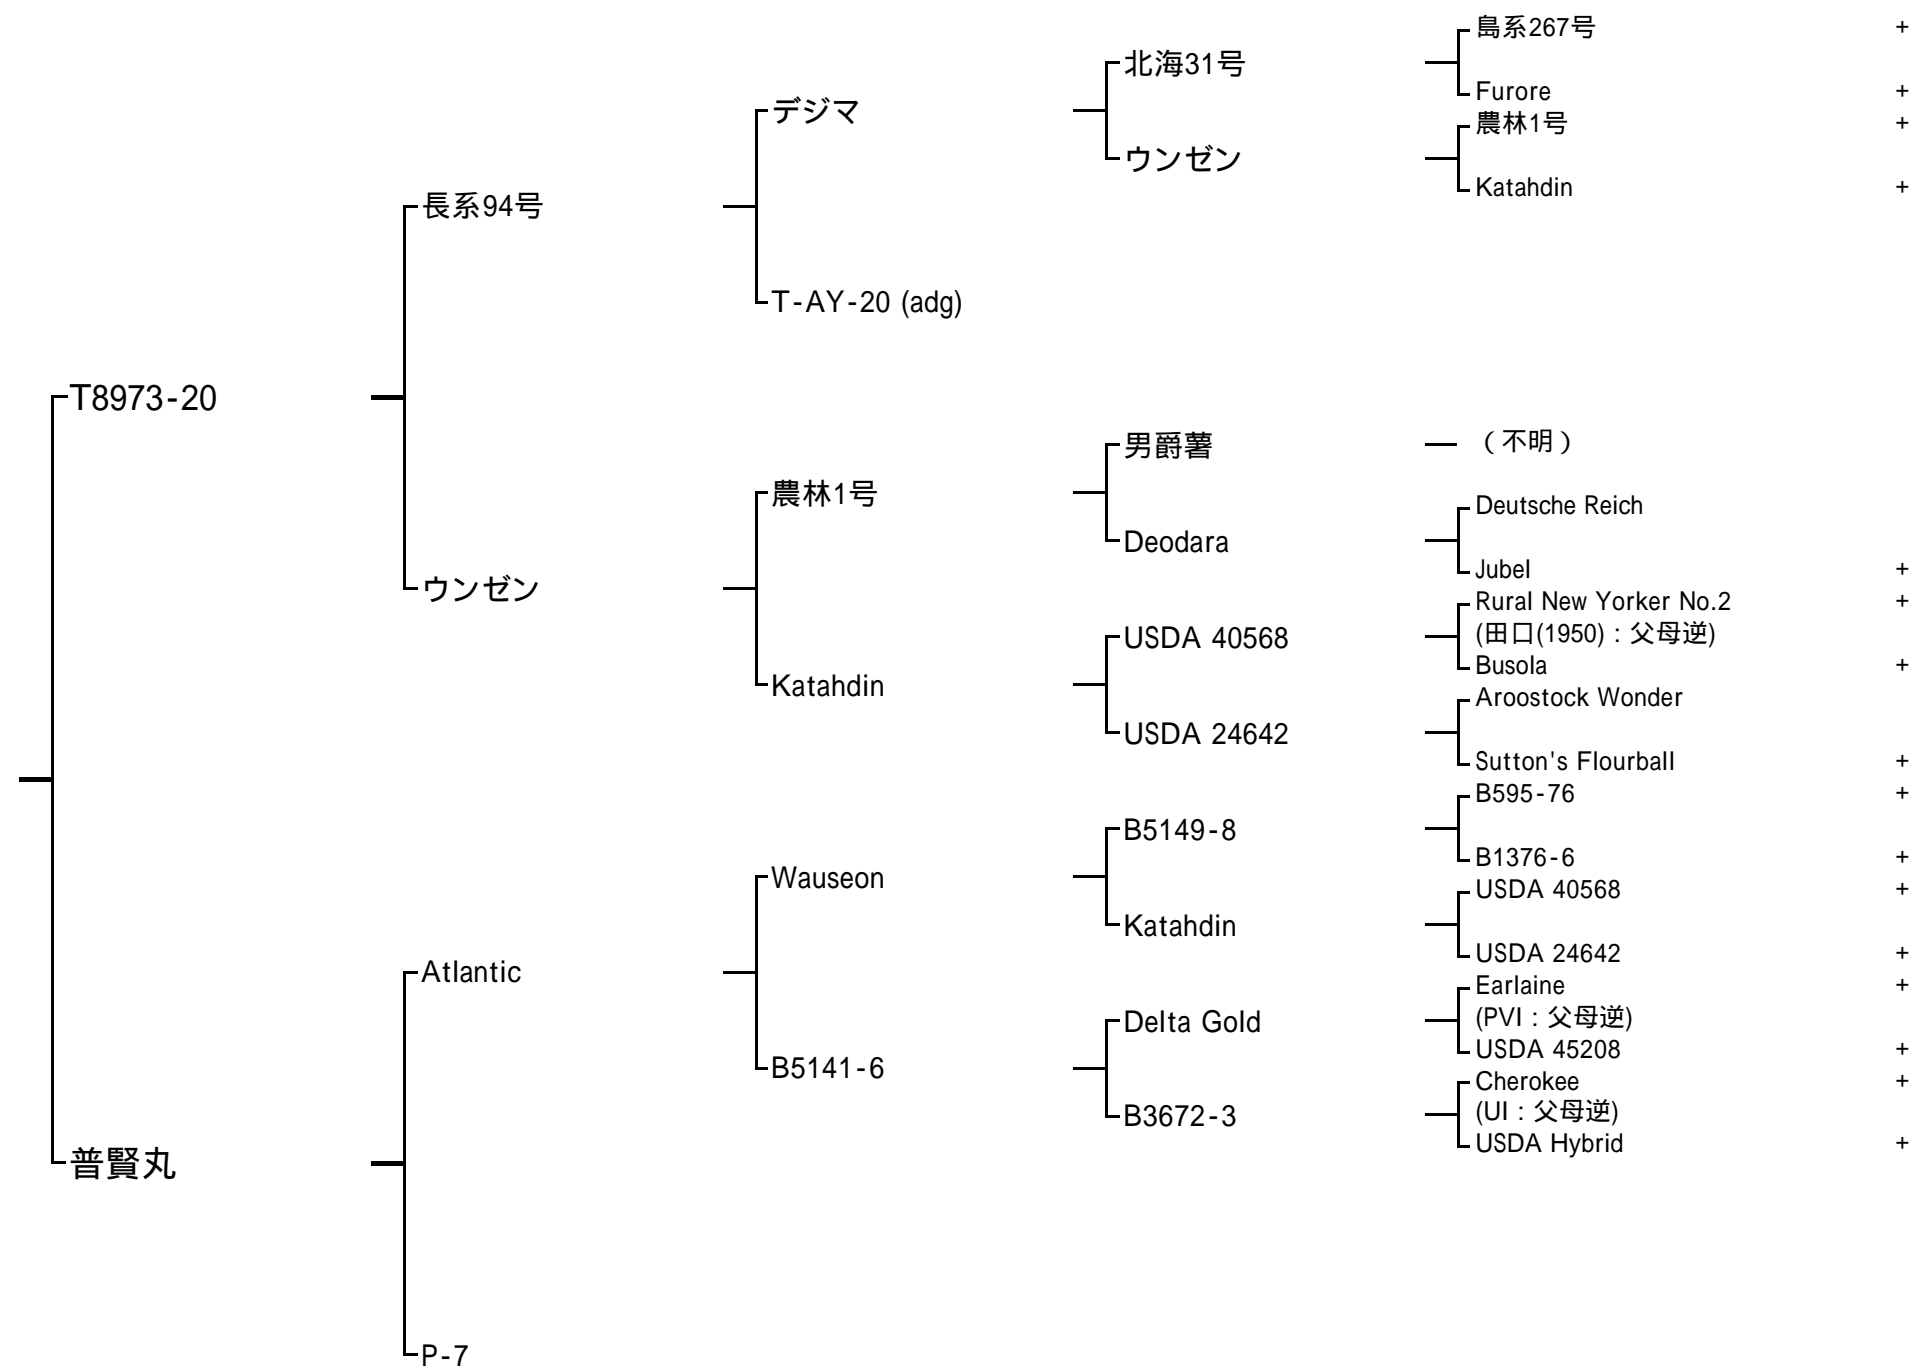 島系267号 +
北海31号
Furore +
デジマ
農林1号 +
ウンゼン
Katahdin +
長系94号
T-AY-20 (adg)
T8973-20
男爵薯
(不明)
農林1号
Deutsche Reich
Deodara
Jubel +
ウンゼン
Rural New Yorker No.2 +
USDA 40568
(田口(1950) : 父母逆)
Busola +
Katahdin
Aroostock Wonder
USDA 24642
Sutton's Flourball +
B595-76 +
B5149-8
B1376-6 +
Wauseon
USDA 40568 +
Katahdin
USDA 24642 +
Atlantic
Earlaine +
Delta Gold
(PVI : 父母逆)
USDA 45208 +
B5141-6
Cherokee +
B3672-3
(UI : 父母逆)
USDA Hybrid +
普賢丸
P-7